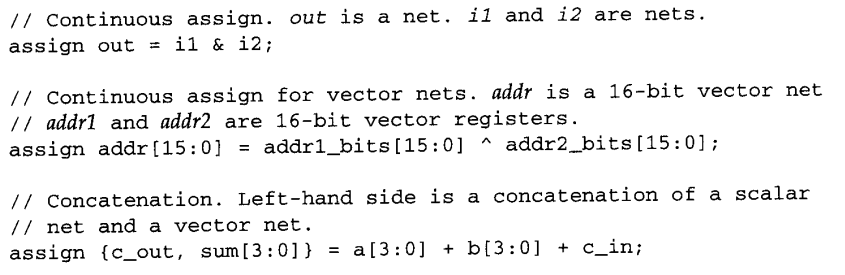 // Continuous assign. out is a net. i1 and i2 are nets.
assign out = i1 & i2;
// Continuous assign for vector nets. addr is a 16-bit vector net
// addr1 and addr2 are 16-bit vector registers.
assign addr[15:0] = addr1_bits[15:0] ^ addr2_bits[15:0];
// Concatenation. Left-hand side is a concatenation of a scalar
// net and a vector net.
assign {c_out, sum[3:0]} = a[3:0] + b[3:0] + c_in;